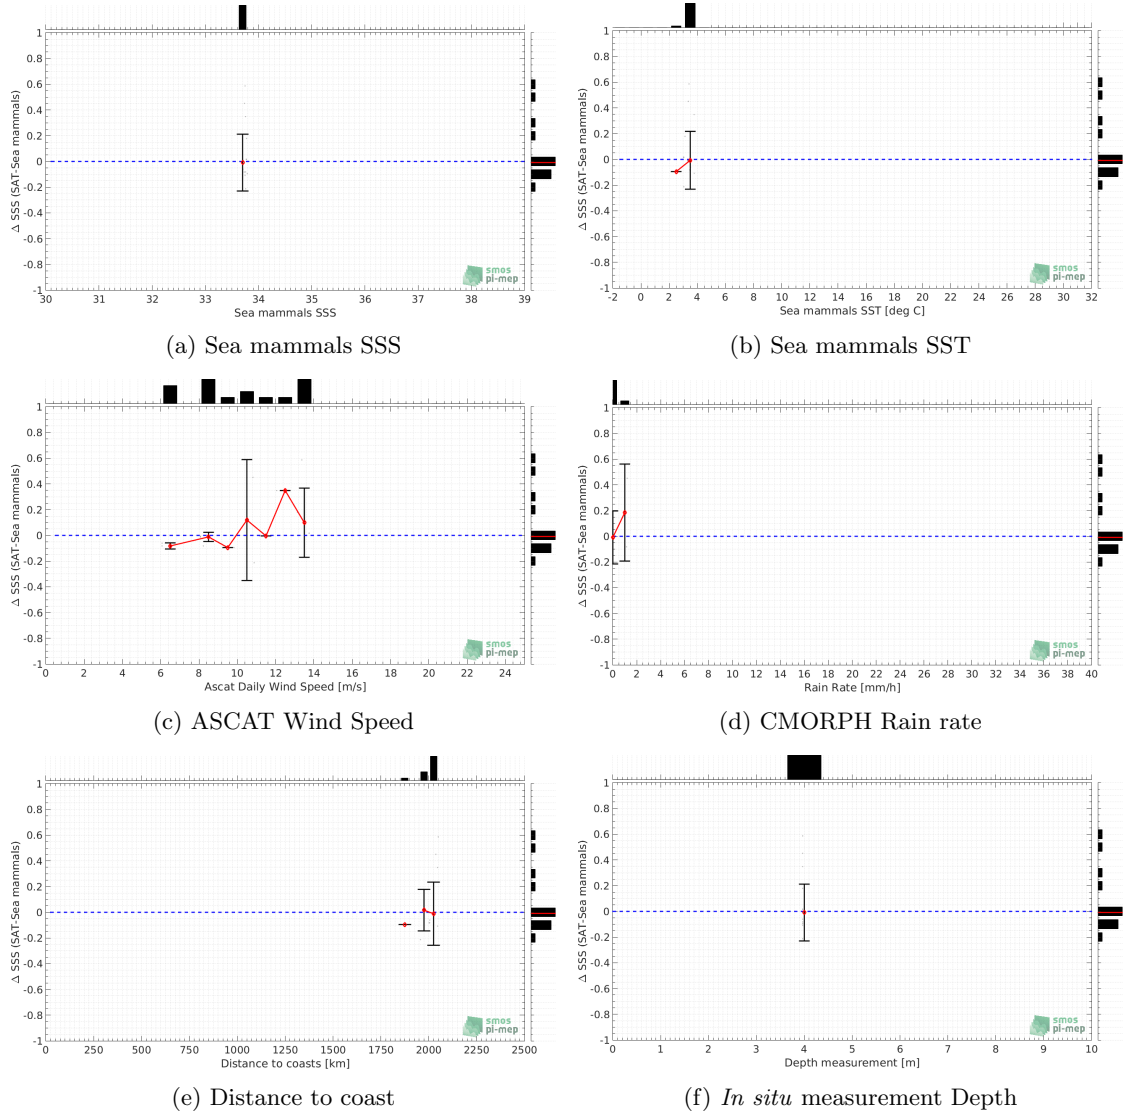 1
0.8
0.6
0.4
0.2
0
-0.2
-0.4
-0.6
-0.8
-1
Δ SSS (SAT-Sea mammals)
30 31 32 33 34 35 36 37 38 39
Sea mammals SSS
smos
pi-mep
(a) Sea mammals SSS
1
0.8
0.6
0.4
0.2
0
-0.2
-0.4
-0.6
-0.8
-1
Δ SSS (SAT-Sea mammals)
-2 0 2 4 6 8 10 12 14 16 18 20 22 24 26 28 30 32
Sea mammals SST [deg C]
smos
pi-mep
(b) Sea mammals SST
1
0.8
0.6
0.4
0.2
0
-0.2
-0.4
-0.6
-0.8
-1
Δ SSS (SAT-Sea mammals)
0 2 4 6 8 10 12 14 16 18 20 22 24
Ascat Daily Wind Speed [m/s]
smos
pi-mep
(c) ASCAT Wind Speed
1
0.8
0.6
0.4
0.2
0
-0.2
-0.4
-0.6
-0.8
-1
Δ SSS (SAT-Sea mammals)
0 2 4 6 8 10 12 14 16 18 20 22 24 26 28 30 32 34 36 38 40
Rain Rate [mm/h]
smos
pi-mep
(d) CMORPH Rain rate
1
0.8
0.6
0.4
0.2
0
-0.2
-0.4
-0.6
-0.8
-1
Δ SSS (SAT-Sea mammals)
0 250 500 750 1000 1250 1500 1750 2000 2250 2500
Distance to coasts [km]
smos
pi-mep
(e) Distance to coast
1
0.8
0.6
0.4
0.2
0
-0.2
-0.4
-0.6
-0.8
-1
Δ SSS (SAT-Sea mammals)
0 1 2 3 4 5 6 7 8 9 10
Depth measurement [m]
smos
pi-mep
(f) In situ measurement Depth